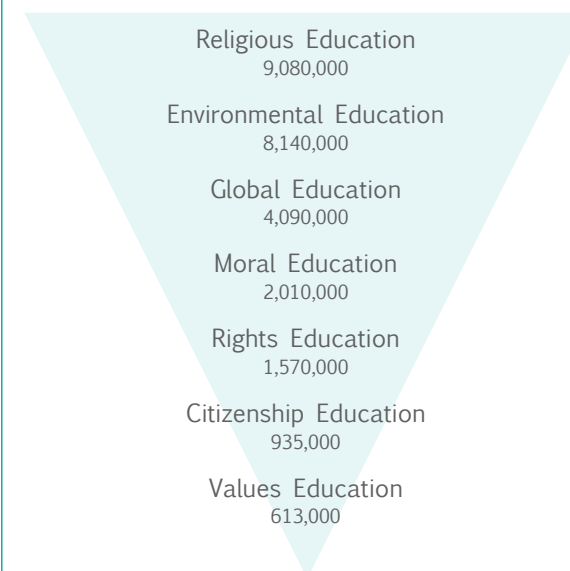 Religious Education
9,080,000
Environmental Education
8,140,000
Global Education
4,090,000
Moral Education
2,010,000
Rights Education
1,570,000
Citizenship Education
935,000
Values Education
613,000